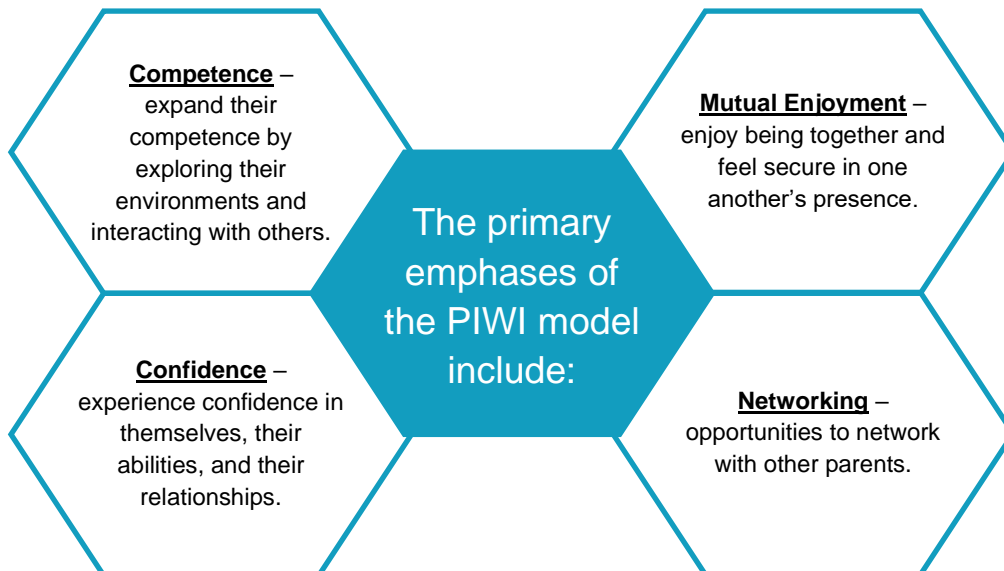 The primary
emphases of
the PIWI model
include:
Competence –
expand their
competence by
exploring their
environments and
interacting with others.
Mutual Enjoyment –
enjoy being together and
feel secure in one
another’s presence.
Confidence –
experience confidence in
themselves, their
abilities, and their
relationships.
Networking –
opportunities to network
with other parents.